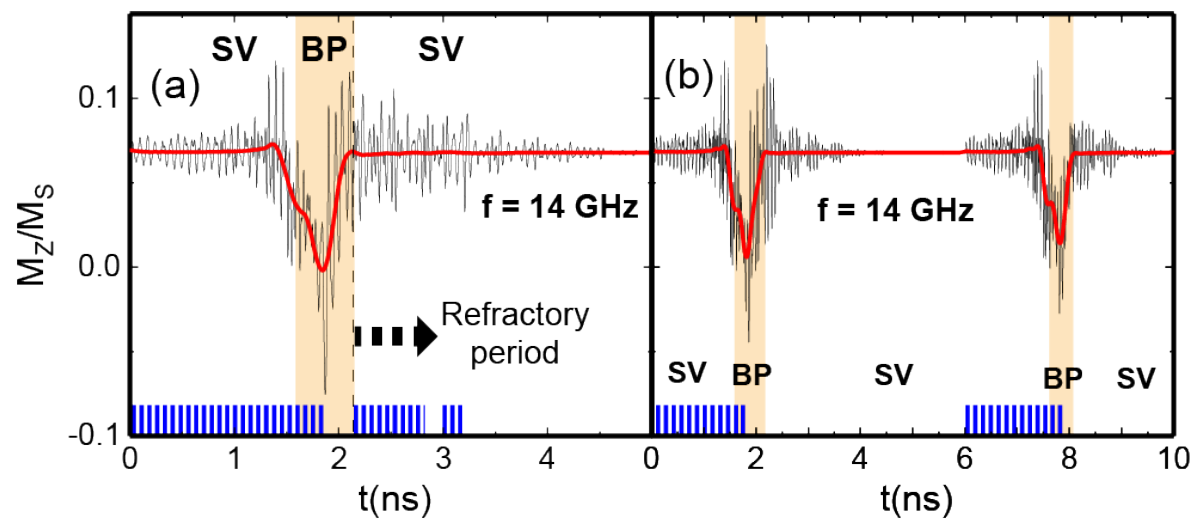 SV BP SV
(a)
(b)
0.1
f = 14 GHz
f = 14 GHz
M_Z/M_S
0.0
Refractory
period
SV BP SV BP SV
-0.1
0 1 2 3 4
0 2 4 6 8 10
t(ns)
t(ns)